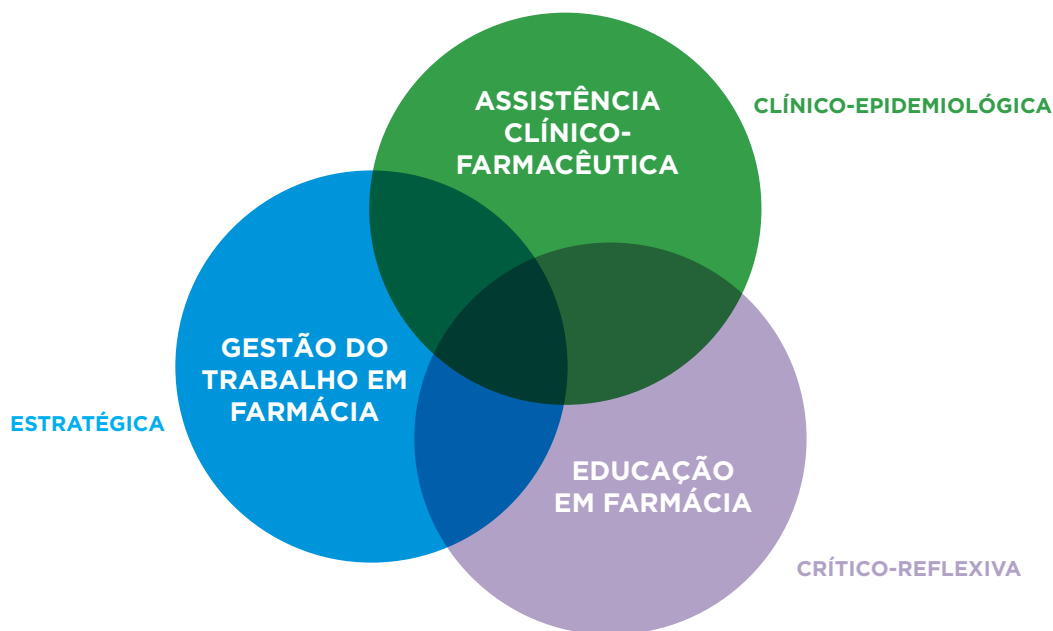 ASSISTÊNCIA
CLÍNICO-
FARMACÊUTICA
CLÍNICO-EPIDEMIOLÓGICA
GESTÃO DO
TRABALHO EM
FARMÁCIA
ESTRATÉGICA
EDUCAÇÃO
EM FARMÁCIA
CRÍTICO-REFLEXIVA